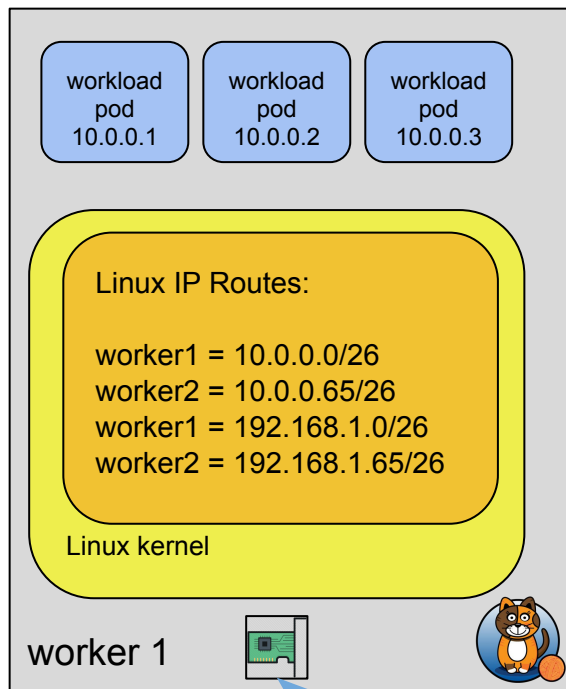 workload
pod
10.0.0.1
workload
pod
10.0.0.2
workload
pod
10.0.0.3
Linux IP Routes:
worker1 = 10.0.0.0/26
worker2 = 10.0.0.65/26
worker1 = 192.168.1.0/26
worker2 = 192.168.1.65/26
Linux kernel
worker 1